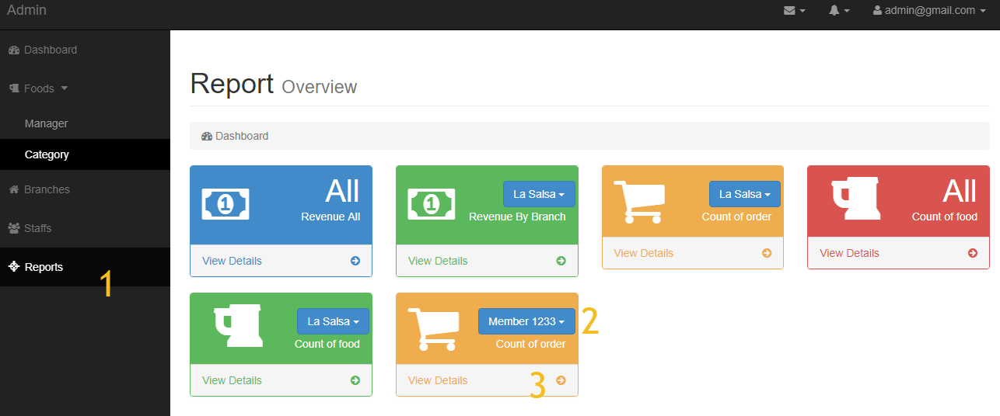 Admin
admin@gmail.com
Dashboard
Foods
Manager
Category
Branches
Staffs
Reports
1
Report Overview
Dashboard
All
Revenue All
View Details
La Salsa
Revenue By Branch
View Details
La Salsa
Count of order
View Details
All
Count of food
View Details
La Salsa
Count of food
View Details
Member 1233
2
Count of order
View Details
3